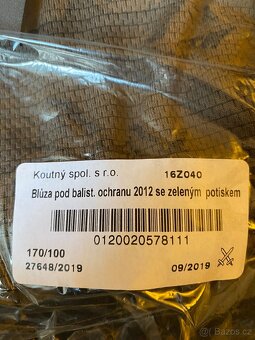 Koutný spol. s r.o. 16Z040
Blůza pod balist. ochranu 2012 se zeleným potiskem
0120020578111
170/100
27648/2019 09/2019
Bazoš.cz